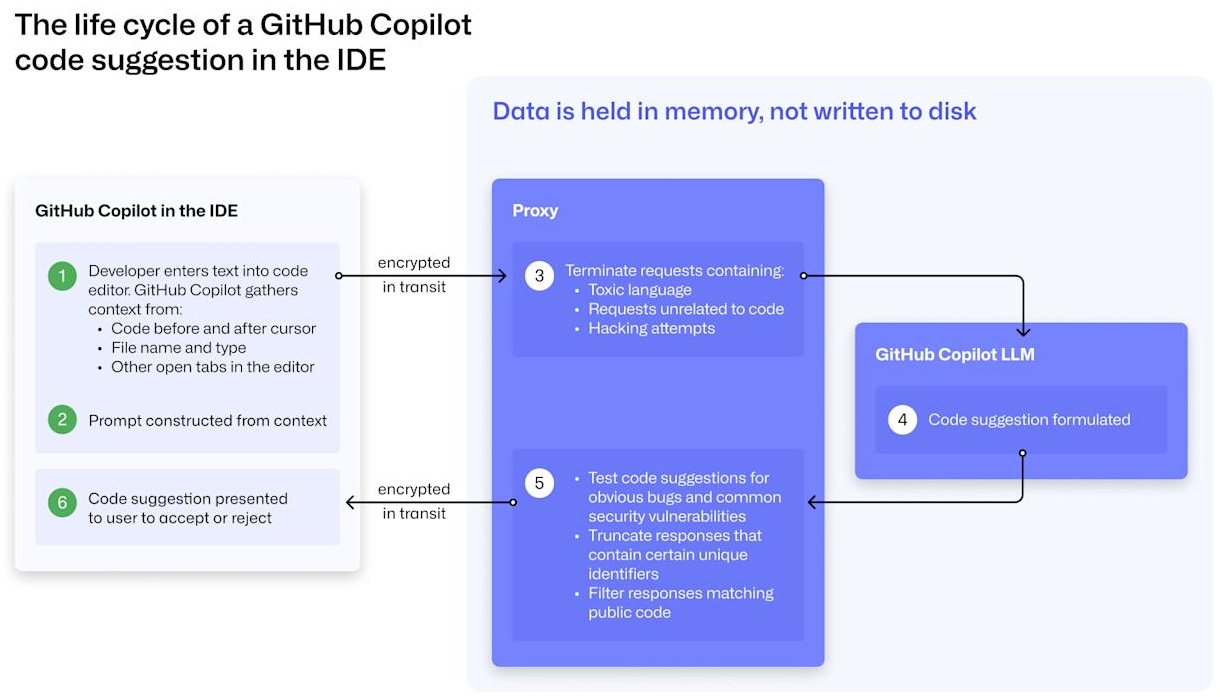 The life cycle of a GitHub Copilot
code suggestion in the IDE
Data is held in memory, not written to disk
GitHub Copilot in the IDE
1
Developer enters text into code
editor. GitHub Copilot gathers
context from:
• Code before and after cursor
• File name and type
• Other open tabs in the editor
2
Prompt constructed from context
encrypted
in transit
Proxy
3
Terminate requests containing:
• Toxic language
• Requests unrelated to code
• Hacking attempts
GitHub Copilot LLM
4
Code suggestion formulated
5
• Test code suggestions for
obvious bugs and common
security vulnerabilities
• Truncate responses that
contain certain unique
identifiers
• Filter responses matching
public code
encrypted
in transit
6
Code suggestion presented
to user to accept or reject